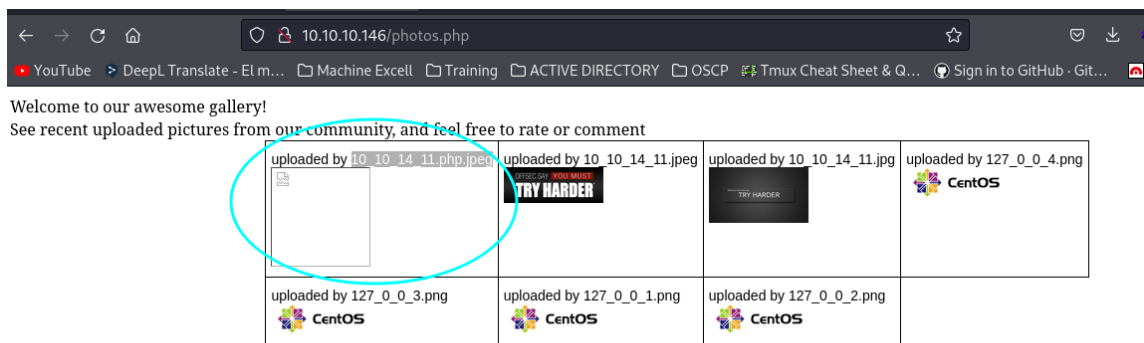 10.10.10.146/photos.php
YouTube DeepL Translate - El m... Machine Excell Training ACTIVE DIRECTORY OSCP Tmux Cheat Sheet & Q... Sign in to GitHub · Git...
Welcome to our awesome gallery!
See recent uploaded pictures from our community, and feel free to rate or comment
uploaded by 10_10_14_11.php.jpeg uploaded by 10_10_14_11.jpeg uploaded by 10_10_14_11.jpg uploaded by 127_0_0_4.png
OFFSEC SAY YOU MUST
TRY HARDER
TRY HARDER
CentOS
uploaded by 127_0_0_3.png uploaded by 127_0_0_1.png uploaded by 127_0_0_2.png
CentOS CentOS CentOS